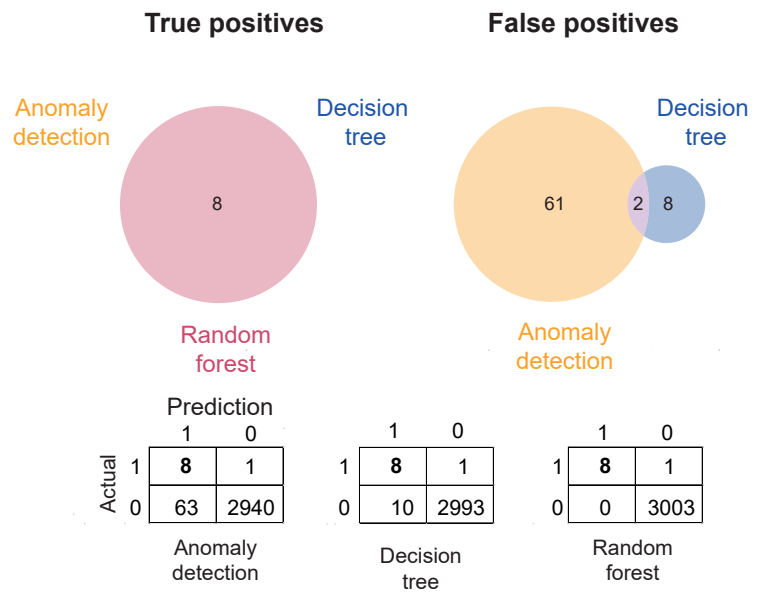 True positives
False positives
Anomaly
detection
Decision
tree
Decision
tree
8
61
2
8
Random
forest
Anomaly
detection
Prediction
1 0
Actual
1 8 1
0 63 2940
Anomaly
detection
1 0
1 8 1
0 10 2993
Decision
tree
1 0
1 8 1
0 0 3003
Random
forest